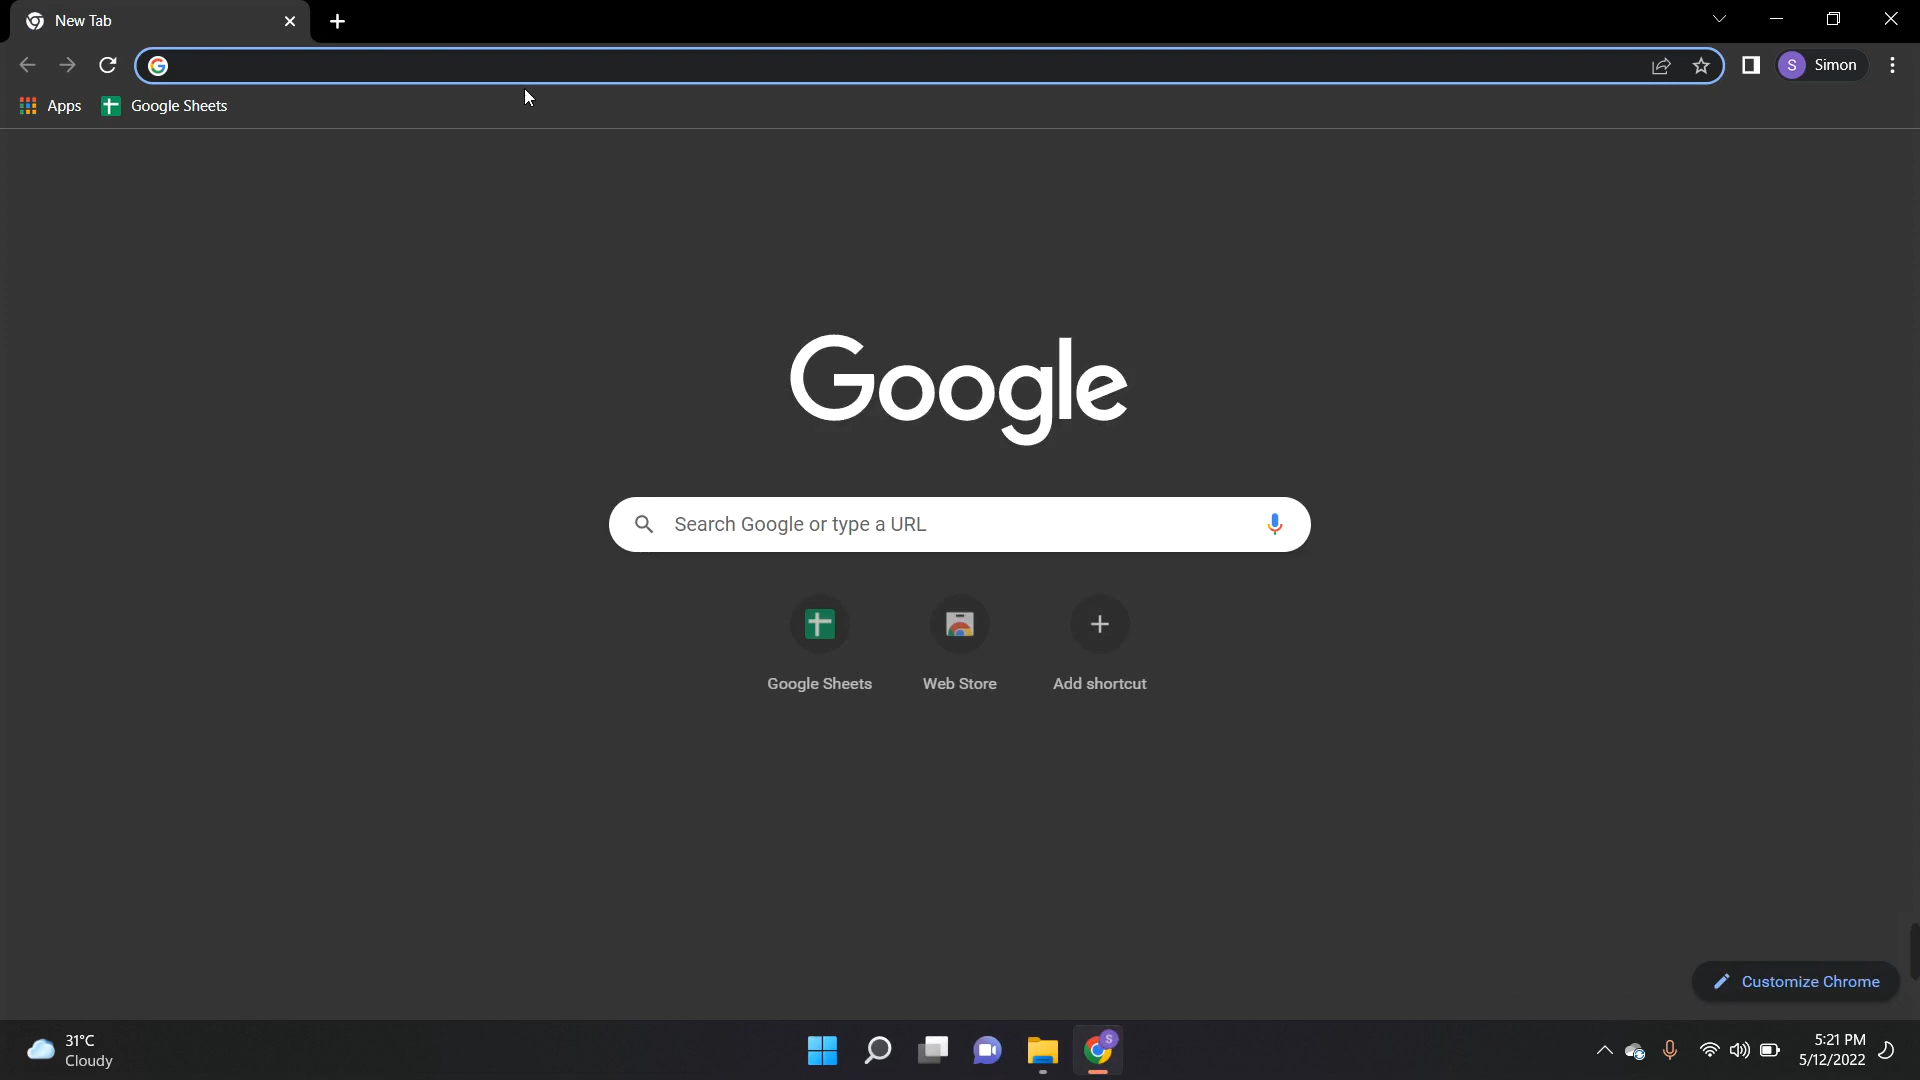 New Tab
S Simon
Apps Google Sheets
Google
Search Google or type a URL
Google Sheets Web Store Add shortcut
Customize Chrome
31°C
Cloudy
S
5:21 PM
5/12/2022